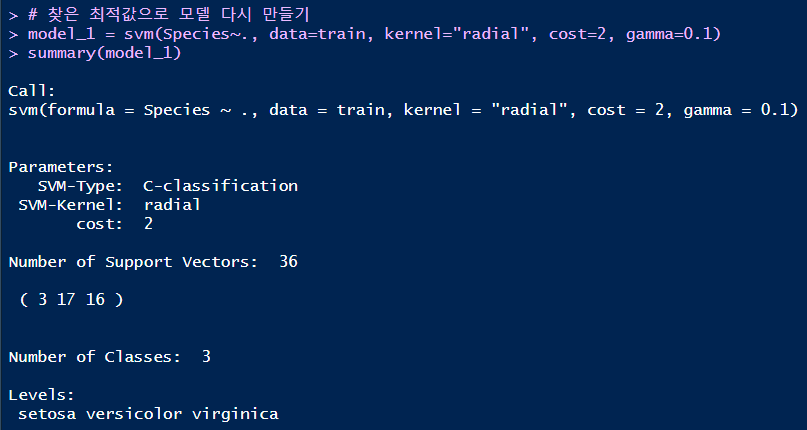 > # 찾은 최적값으로 모델 다시 만들기
> model_1 = svm(Species~., data=train, kernel="radial", cost=2, gamma=0.1)
> summary(model_1)
Call:
svm(formula = Species ~ ., data = train, kernel = "radial", cost = 2, gamma = 0.1)
Parameters:
   SVM-Type:  C-classification
 SVM-Kernel:  radial
       cost:  2
Number of Support Vectors:  36
 ( 3 17 16 )
Number of Classes:  3
Levels:
 setosa versicolor virginica